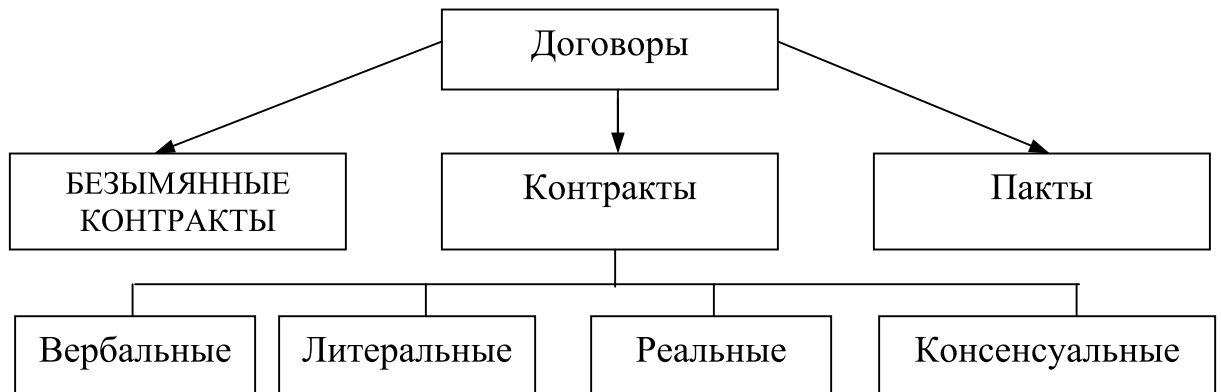 Договоры
БЕЗЫМЯННЫЕ
КОНТРАКТЫ
Контракты
Пакты
Вербальные
Литеральные
Реальные
Консенсуальные